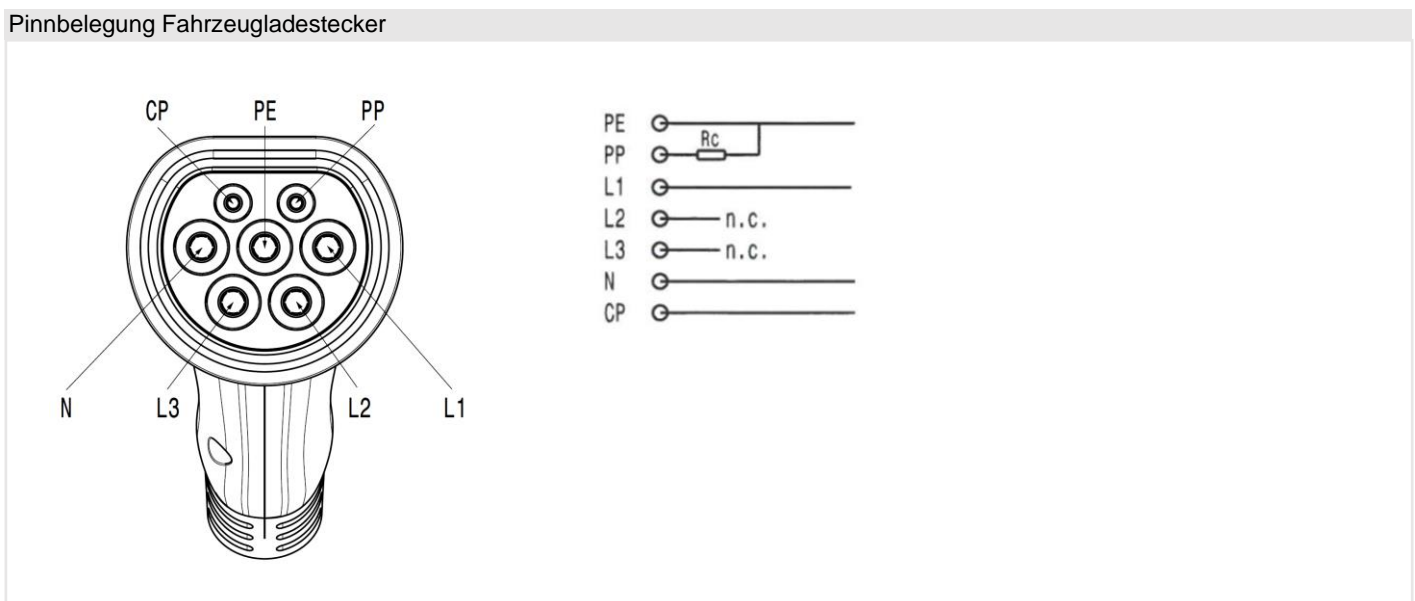 Pinnbelegung Fahrzeugladestecker
CP PE PP
N L3 L2 L1
PE
Rc
PP
L1
L2 n.c.
L3 n.c.
N
CP